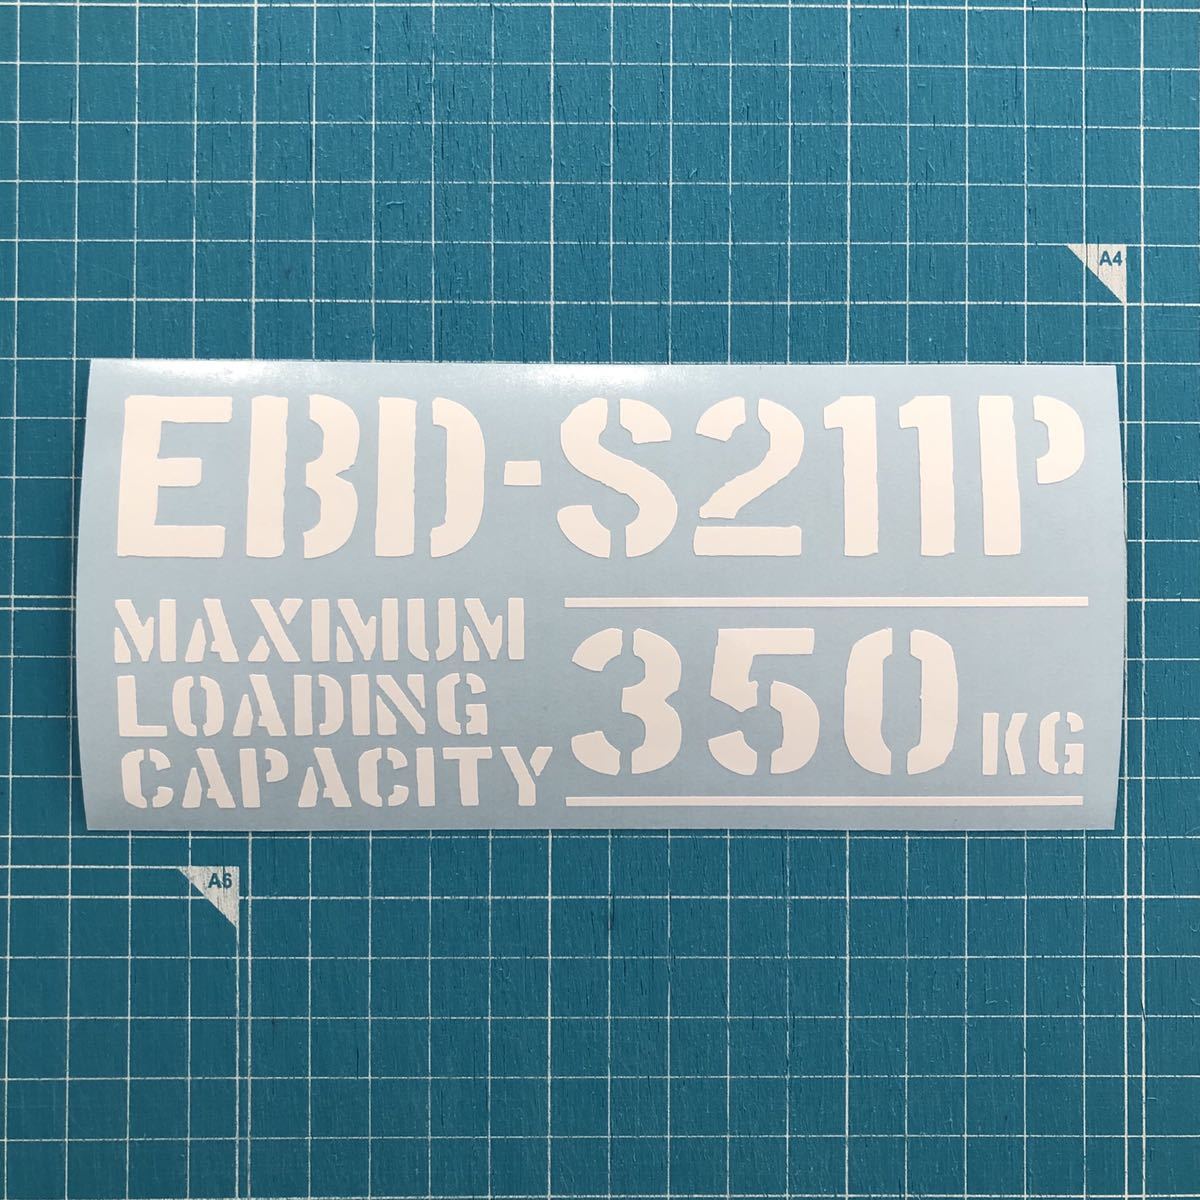 A4
EBD-S211P
MAXIMUM
LOADING
CAPACITY
350 KG
A6